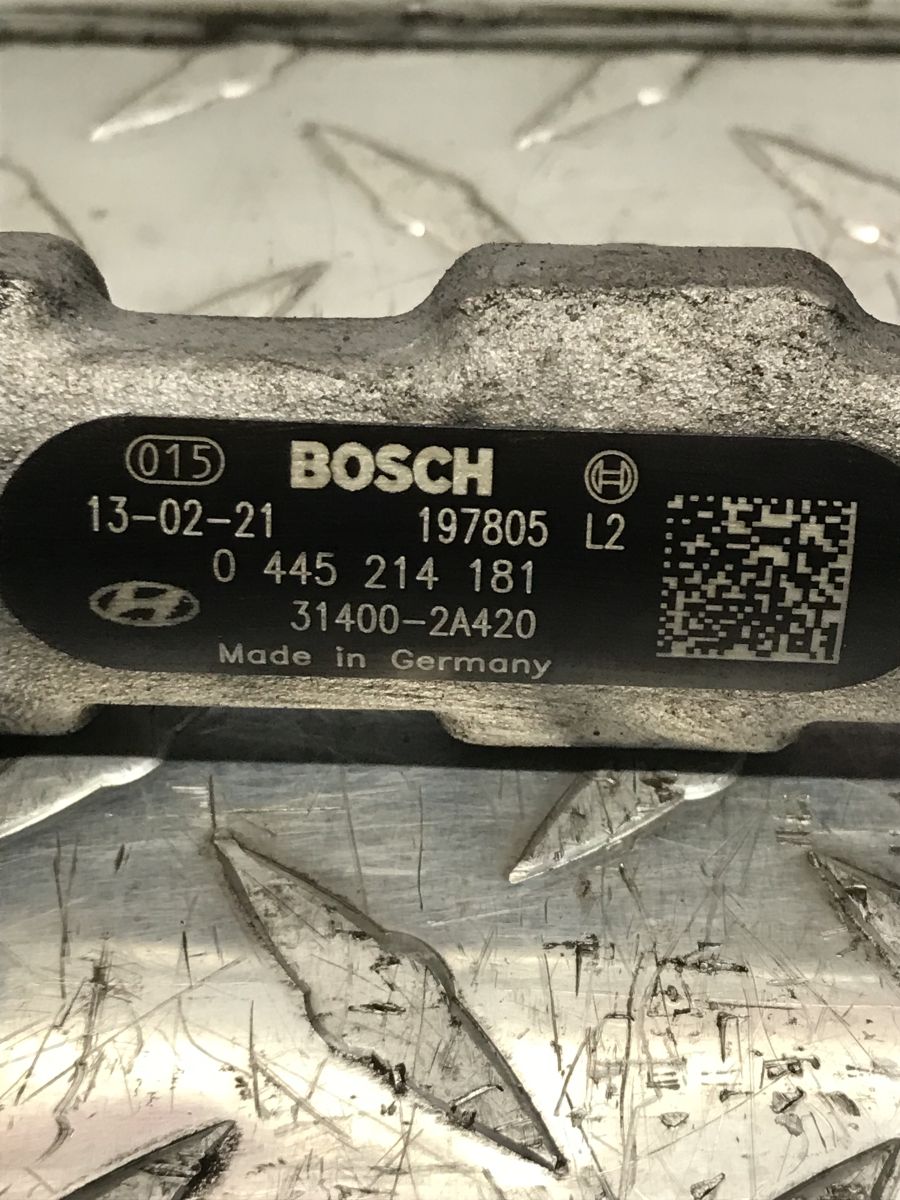 015 BOSCH
13-02-21 197805 L2
0 445 214 181
31400-2A420
Made in Germany